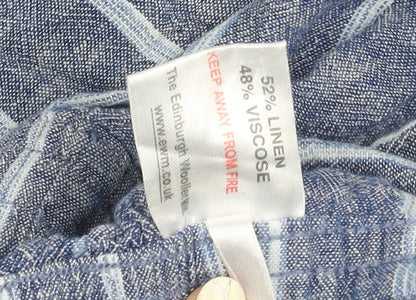 52% LINEN
48% VISCOSE
KEEP AWAY FROM FIRE
The Edinburgh Woollen
www.ewm.co.uk